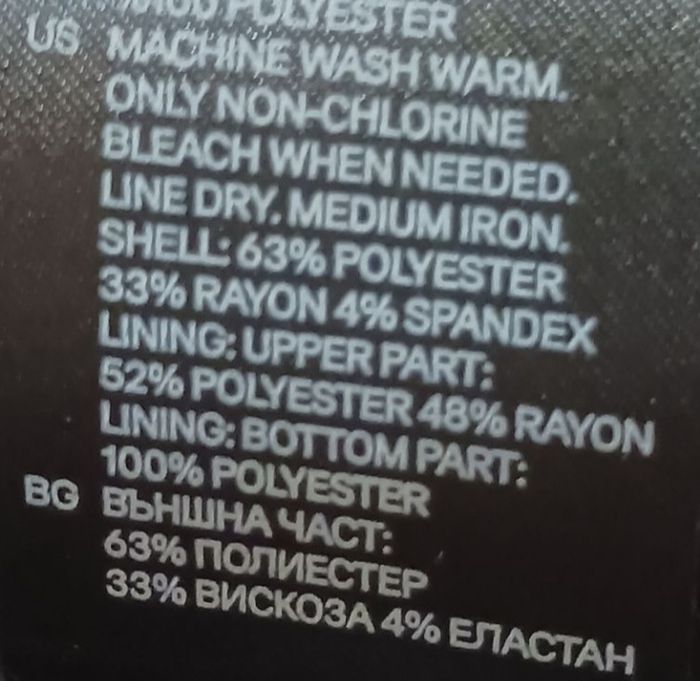 POLYESTER
US MACHINE WASH WARM.
ONLY NON-CHLORINE
BLEACH WHEN NEEDED.
LINE DRY. MEDIUM IRON.
SHELL: 63% POLYESTER
33% RAYON 4% SPANDEX
LINING: UPPER PART:
52% POLYESTER 48% RAYON
LINING: BOTTOM PART:
100% POLYESTER
BG ВЪНШНА ЧАСТ:
63% ПОЛИЕСТЕР
33% ВИСКОЗА 4% ЕЛАСТАН